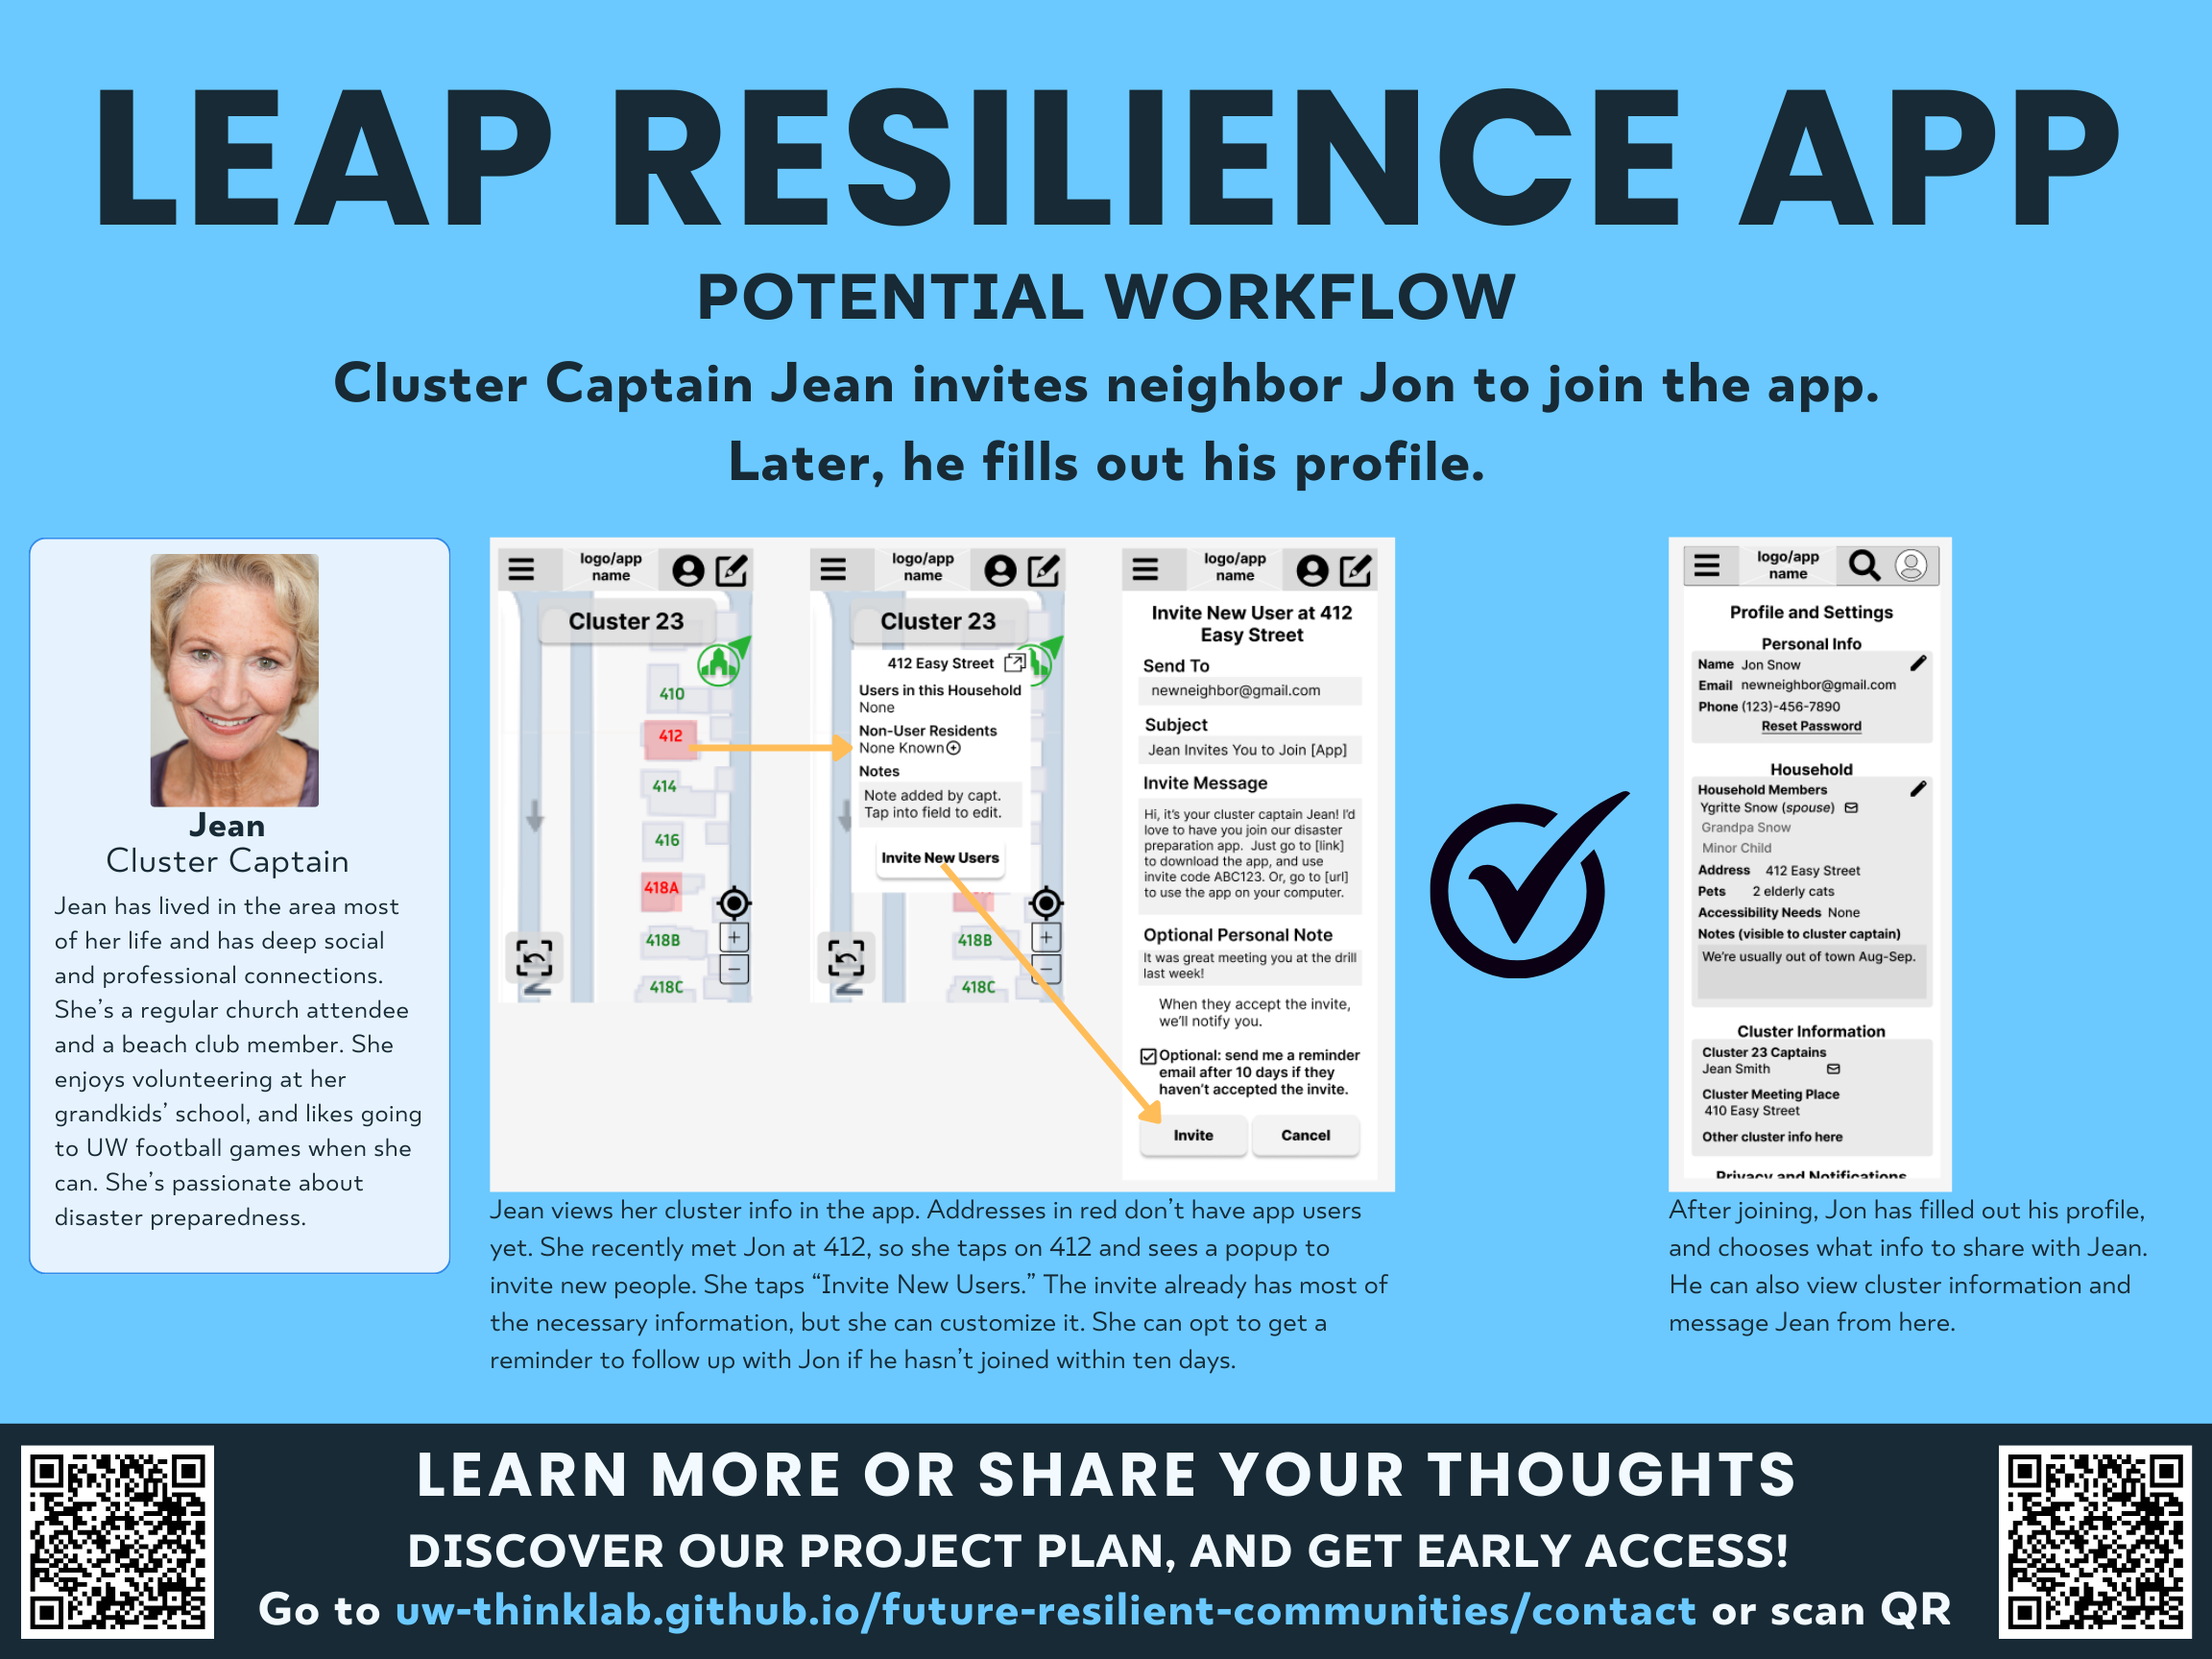 LEAP RESILIENCE APP
POTENTIAL WORKFLOW
Cluster Captain Jean invites neighbor Jon to join the app.
Later, he fills out his profile.
Jean
Cluster Captain
Jean has lived in the area most
of her life and has deep social
and professional connections.
She's a regular church attendee
and a beach club member. She
enjoys volunteering at her
grandkids' school, and likes going
to UW football games when she
can. She's passionate about
disaster preparedness.
logo/app
name
Cluster 23
410
412
414
416
418A
418B
418C
N
logo/app
name
Cluster 23
412 Easy Street
Users in this Household
None
Non-User Residents
None Known
Notes
Note added by capt.
Tap into field to edit.
Invite New Users
418B
418C
N
logo/app
name
Invite New User at 412
Easy Street
Send To
newneighbor@gmail.com
Subject
Jean Invites You to Join [App]
Invite Message
Hi, it's your cluster captain Jean! I'd
love to have you join our disaster
preparation app. Just go to [link]
to download the app, and use
invite code ABC123. Or, go to [url]
to use the app on your computer.
Optional Personal Note
It was great meeting you at the drill
last week!
When they accept the invite,
we'll notify you.
Optional: send me a reminder
email after 10 days if they
haven't accepted the invite.
Invite Cancel
Jean views her cluster info in the app. Addresses in red don't have app users
yet. She recently met Jon at 412, so she taps on 412 and sees a popup to
invite new people. She taps “Invite New Users.” The invite already has most of
the necessary information, but she can customize it. She can opt to get a
reminder to follow up with Jon if he hasn't joined within ten days.
logo/app
name
Profile and Settings
Personal Info
Name Jon Snow
Email newneighbor@gmail.com
Phone (123)-456-7890
Reset Password
Household
Household Members
Ygritte Snow (spouse)
Grandpa Snow
Minor Child
Address 412 Easy Street
Pets 2 elderly cats
Accessibility Needs None
Notes (visible to cluster captain)
We're usually out of town Aug-Sep.
Cluster Information
Cluster 23 Captains
Jean Smith
Cluster Meeting Place
410 Easy Street
Other cluster info here
Privacy and Notifications
After joining, Jon has filled out his profile,
and chooses what info to share with Jean.
He can also view cluster information and
message Jean from here.
LEARN MORE OR SHARE YOUR THOUGHTS
DISCOVER OUR PROJECT PLAN, AND GET EARLY ACCESS!
Go to uw-thinklab.github.io/future-resilient-communities/contact or scan QR